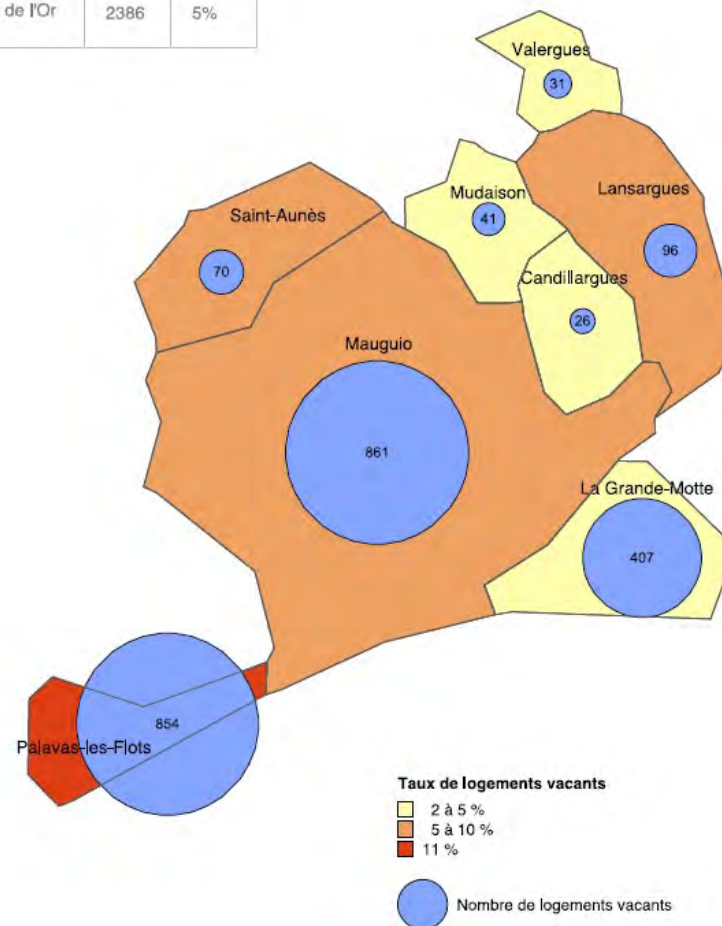 de l'Or 2386 5%
Valergues
31
Mudaison
41
Lansargues
96
Saint-Aunès
70
Candillargues
26
Mauguio
861
La Grande-Motte
407
854
Palavas-les-Flots
Taux de logements vacants
2 à 5 %
5 à 10 %
11 %
Nombre de logements vacants